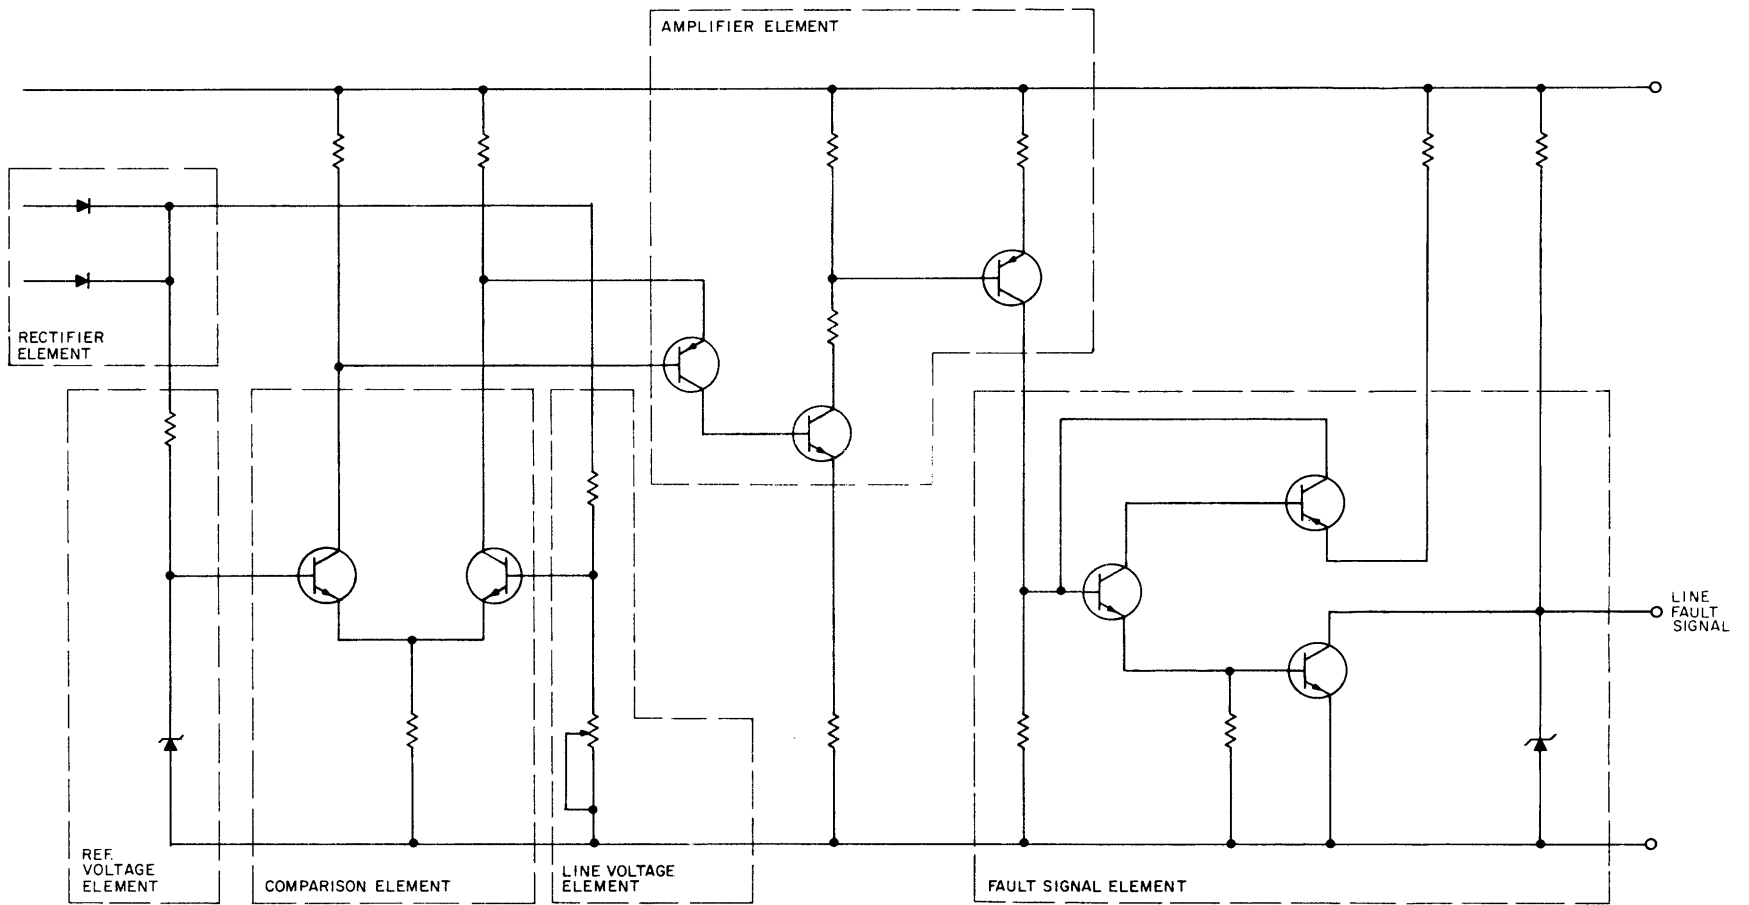 AMPLIFIER ELEMENT
RECTIFIER
ELEMENT
LINE
FAULT
SIGNAL
REF.
VOLTAGE
ELEMENT
COMPARISON ELEMENT
LINE VOLTAGE
ELEMENT
FAULT SIGNAL ELEMENT